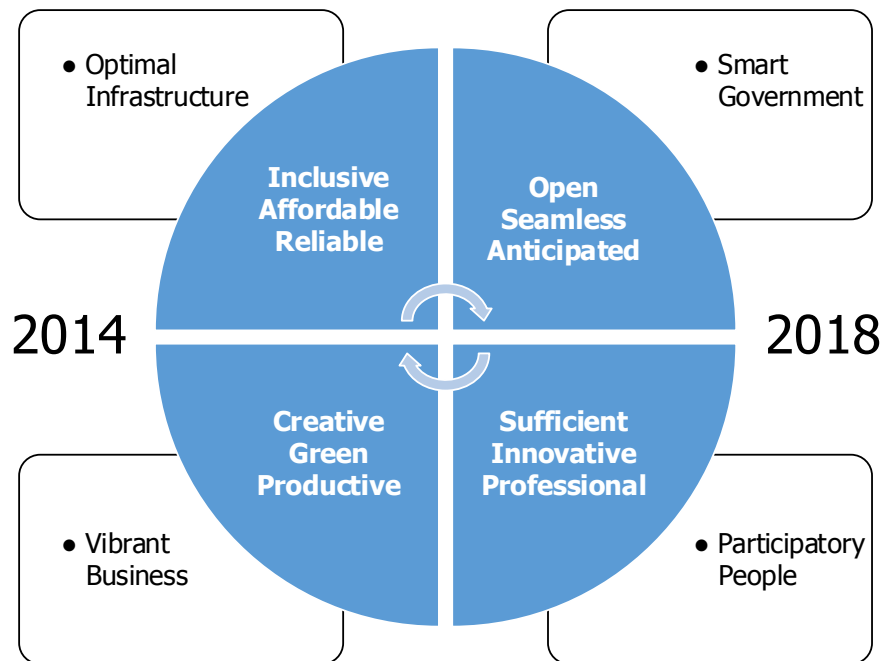 ● Optimal
Infrastructure
● Smart
Government
Inclusive
Affordable
Reliable
Open
Seamless
Anticipated
2014
2018
Creative
Green
Productive
Sufficient
Innovative
Professional
● Vibrant
Business
● Participatory
People